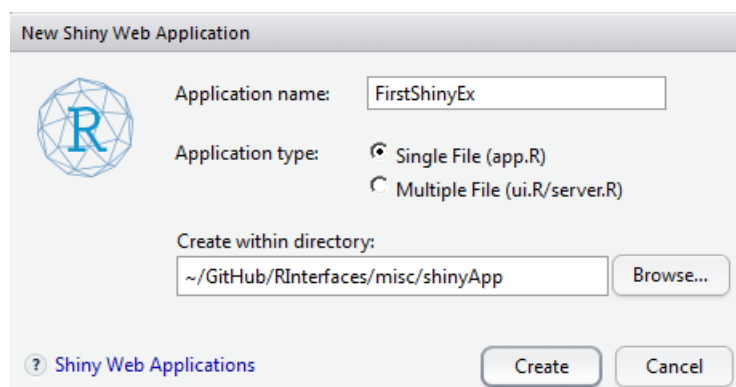 New Shiny Web Application
R
Application name: FirstShinyEx
Application type: Single File (app.R)
Multiple File (ui.R/server.R)
Create within directory:
~/GitHub/RInterfaces/misc/shinyApp Browse...
? Shiny Web Applications Create Cancel